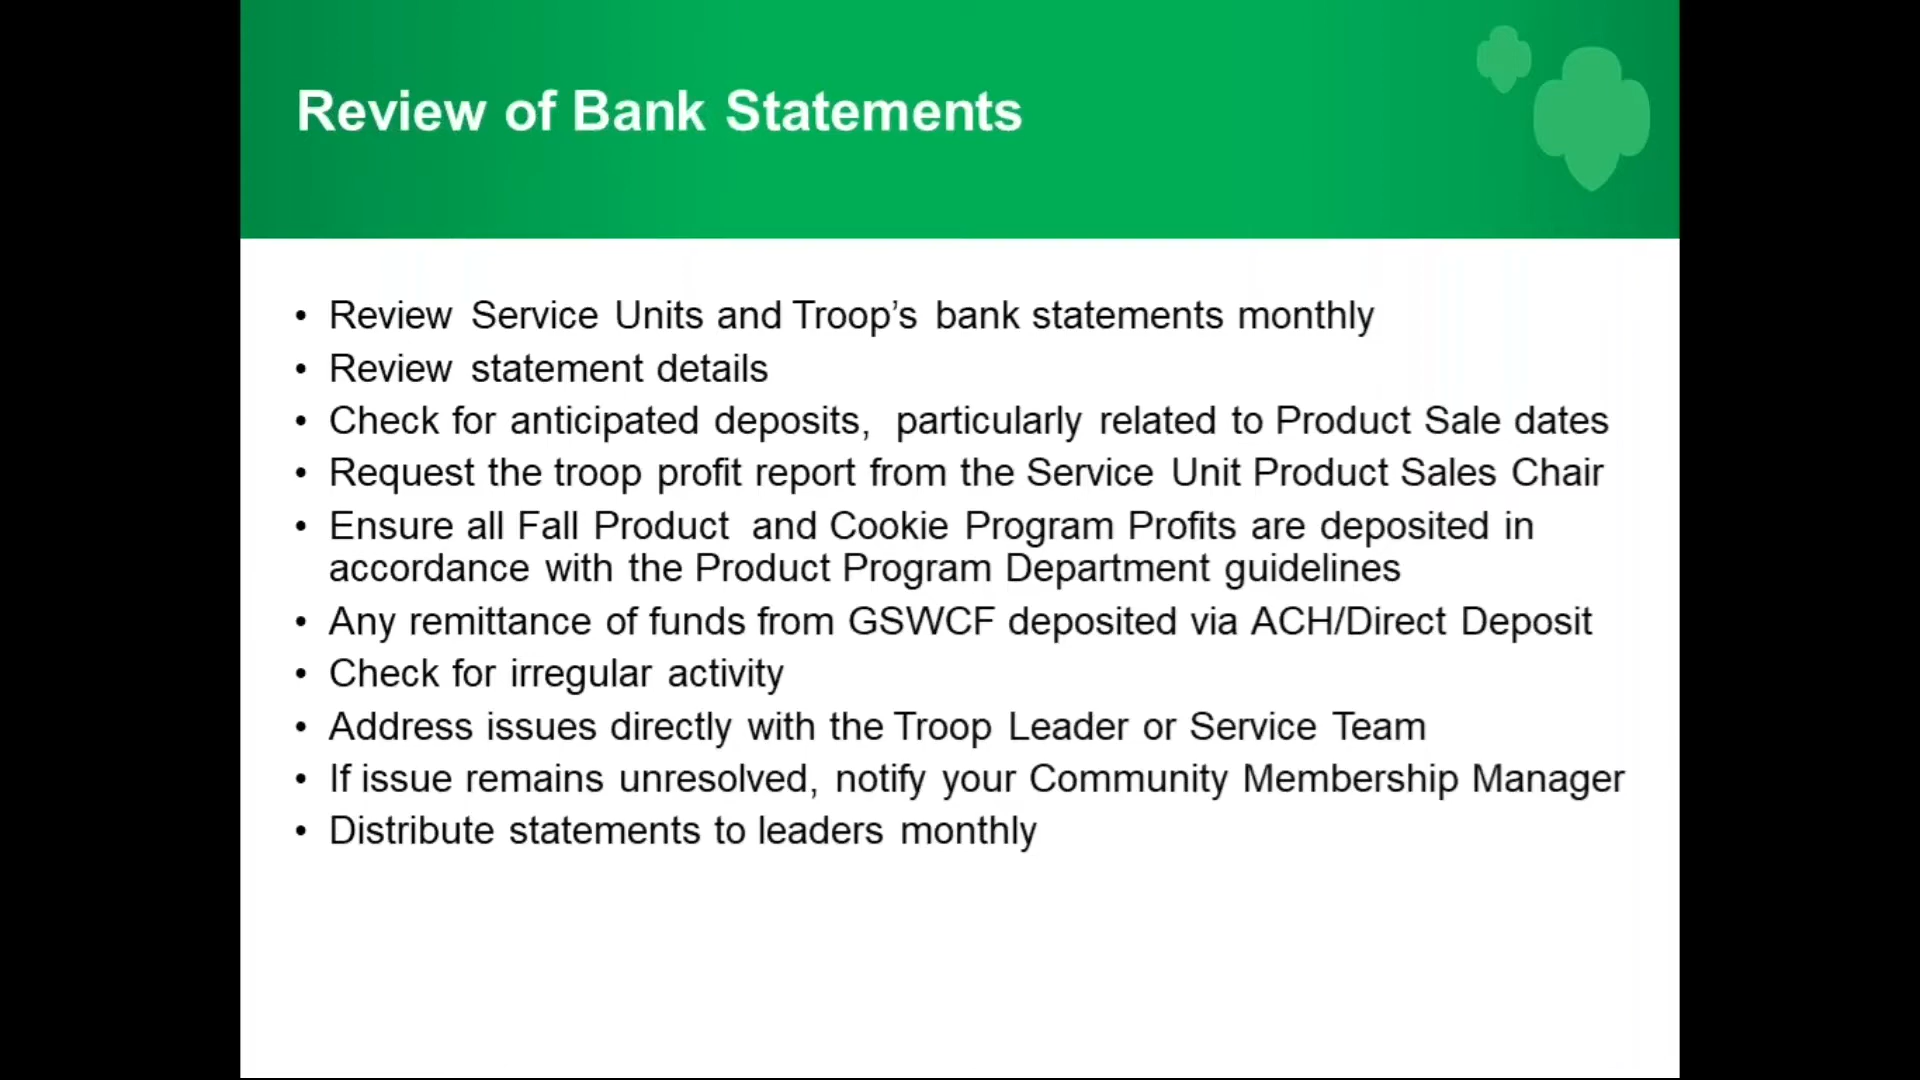 Review of Bank Statements
• Review Service Units and Troop’s bank statements monthly
• Review statement details
• Check for anticipated deposits, particularly related to Product Sale dates
• Request the troop profit report from the Service Unit Product Sales Chair
• Ensure all Fall Product and Cookie Program Profits are deposited in
accordance with the Product Program Department guidelines
• Any remittance of funds from GSWCF deposited via ACH/Direct Deposit
• Check for irregular activity
• Address issues directly with the Troop Leader or Service Team
• If issue remains unresolved, notify your Community Membership Manager
• Distribute statements to leaders monthly